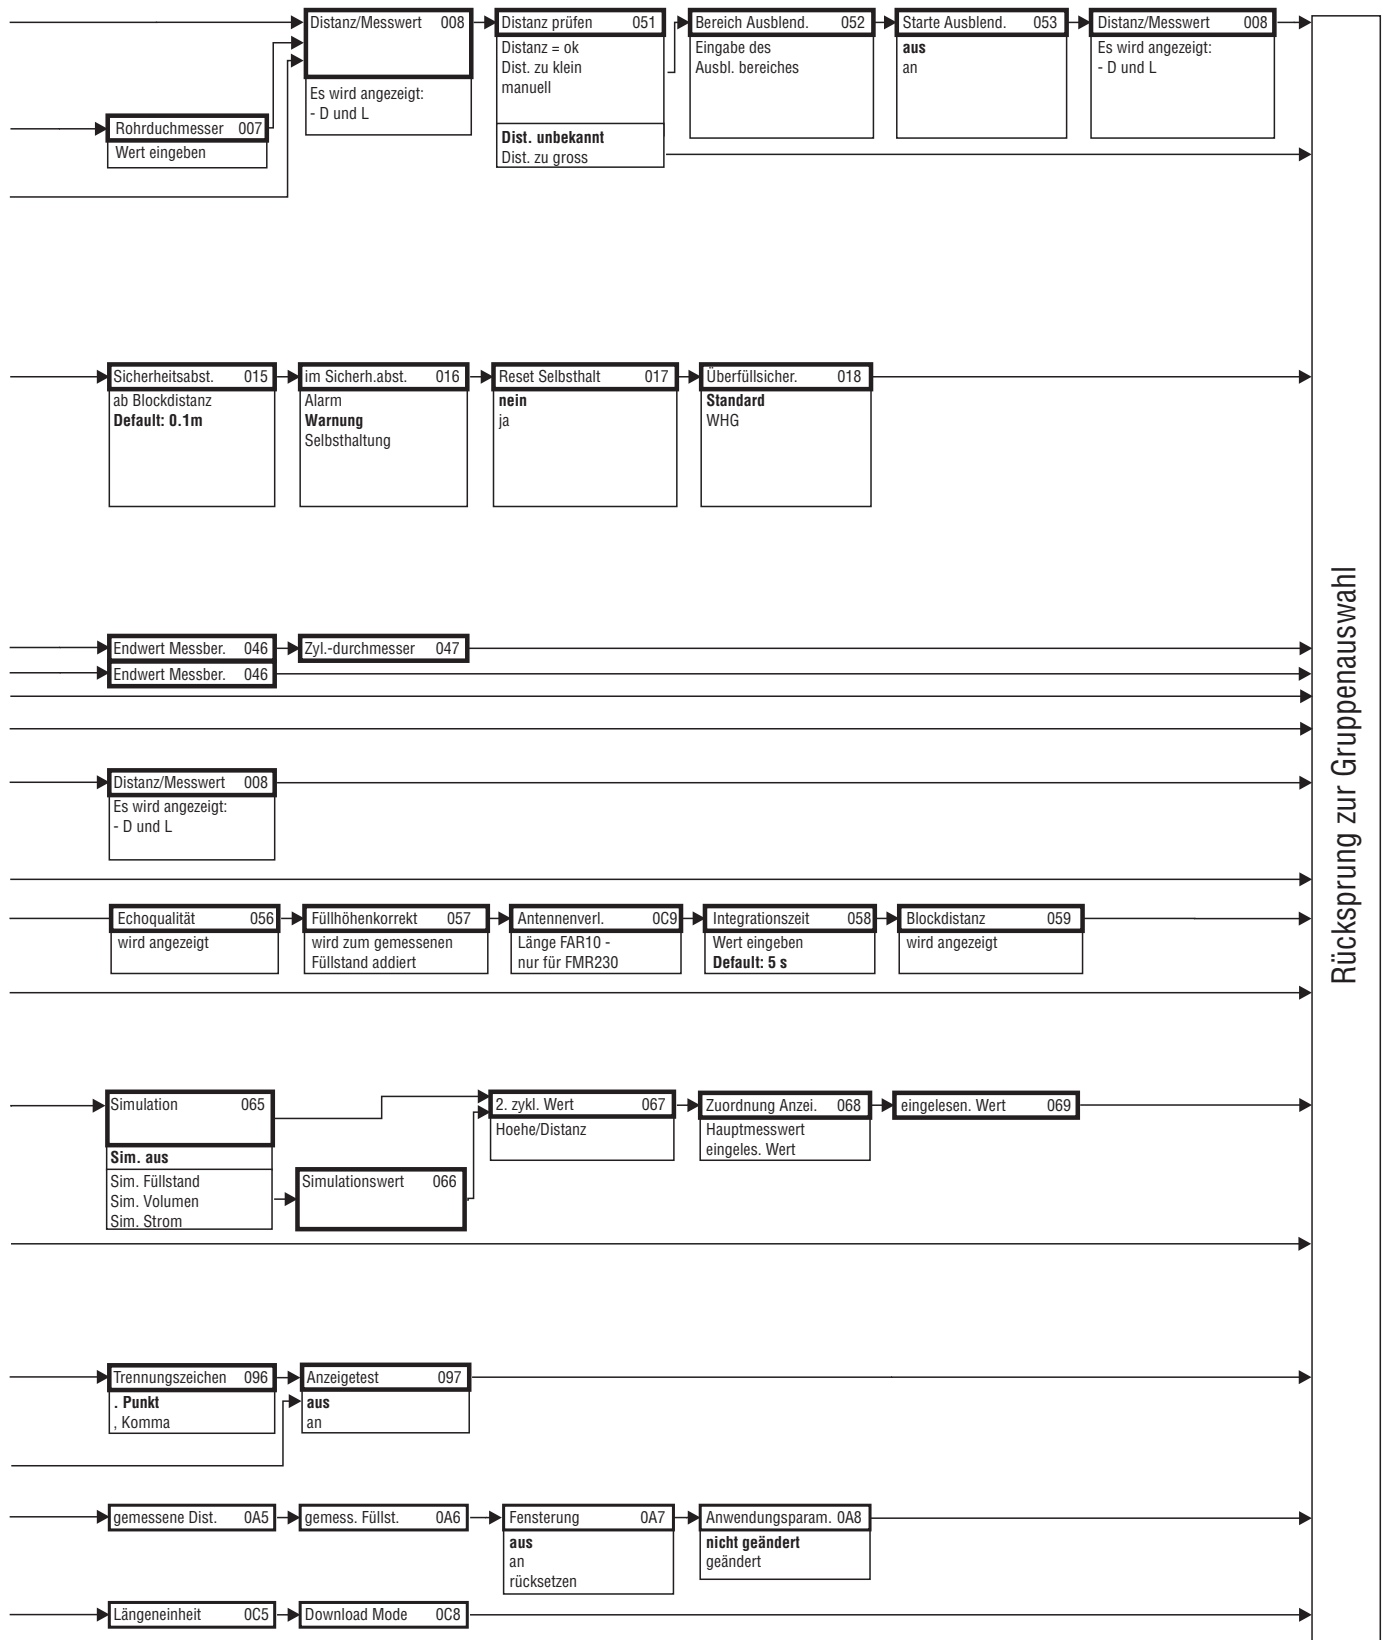 Distanz/Messwert 008
Es wird angezeigt:
- D und L
Distanz prüfen 051
Distanz = ok
Dist. zu klein
manuell
Dist. unbekannt
Dist. zu gross
Bereich Ausblend. 052
Eingabe des
Ausbl. bereiches
Starte Ausblend. 053
aus
an
Distanz/Messwert 008
Es wird angezeigt:
- D und L
Rohrduchmesser 007
Wert eingeben
Sicherheitsabst. 015
ab Blockdistanz
Default: 0.1m
im Sicherh.abst. 016
Alarm
Warnung
Selbsthaltung
Reset Selbsthalt 017
nein
ja
Überfüllsicher. 018
Standard
WHG
Endwert Messber. 046
Zyl.-durchmesser 047
Endwert Messber. 046
Distanz/Messwert 008
Es wird angezeigt:
- D und L
Echoqualität 056
wird angezeigt
Füllhöhenkorrekt 057
wird zum gemessenen
Füllstand addiert
Antennenverl. 0C9
Länge FAR10 -
nur für FMR230
Integrationszeit 058
Wert eingeben
Default: 5 s
Blockdistanz 059
wird angezeigt
Simulation 065
Sim. aus
Sim. Füllstand
Sim. Volumen
Sim. Strom
Simulationswert 066
2. zykl. Wert 067
Hoehe/Distanz
Zuordnung Anzei. 068
Hauptmesswert
eingeles. Wert
eingelesen. Wert 069
Trennungszeichen 096
. Punkt
, Komma
Anzeigetest 097
aus
an
gemessene Dist. 0A5
gemess. Füllst. 0A6
Fensterung 0A7
aus
an
rücksetzen
Anwendungsparam. 0A8
nicht geändert
geändert
Längeneinheit 0C5
Download Mode 0C8
Rücksprung zur Gruppenauswahl